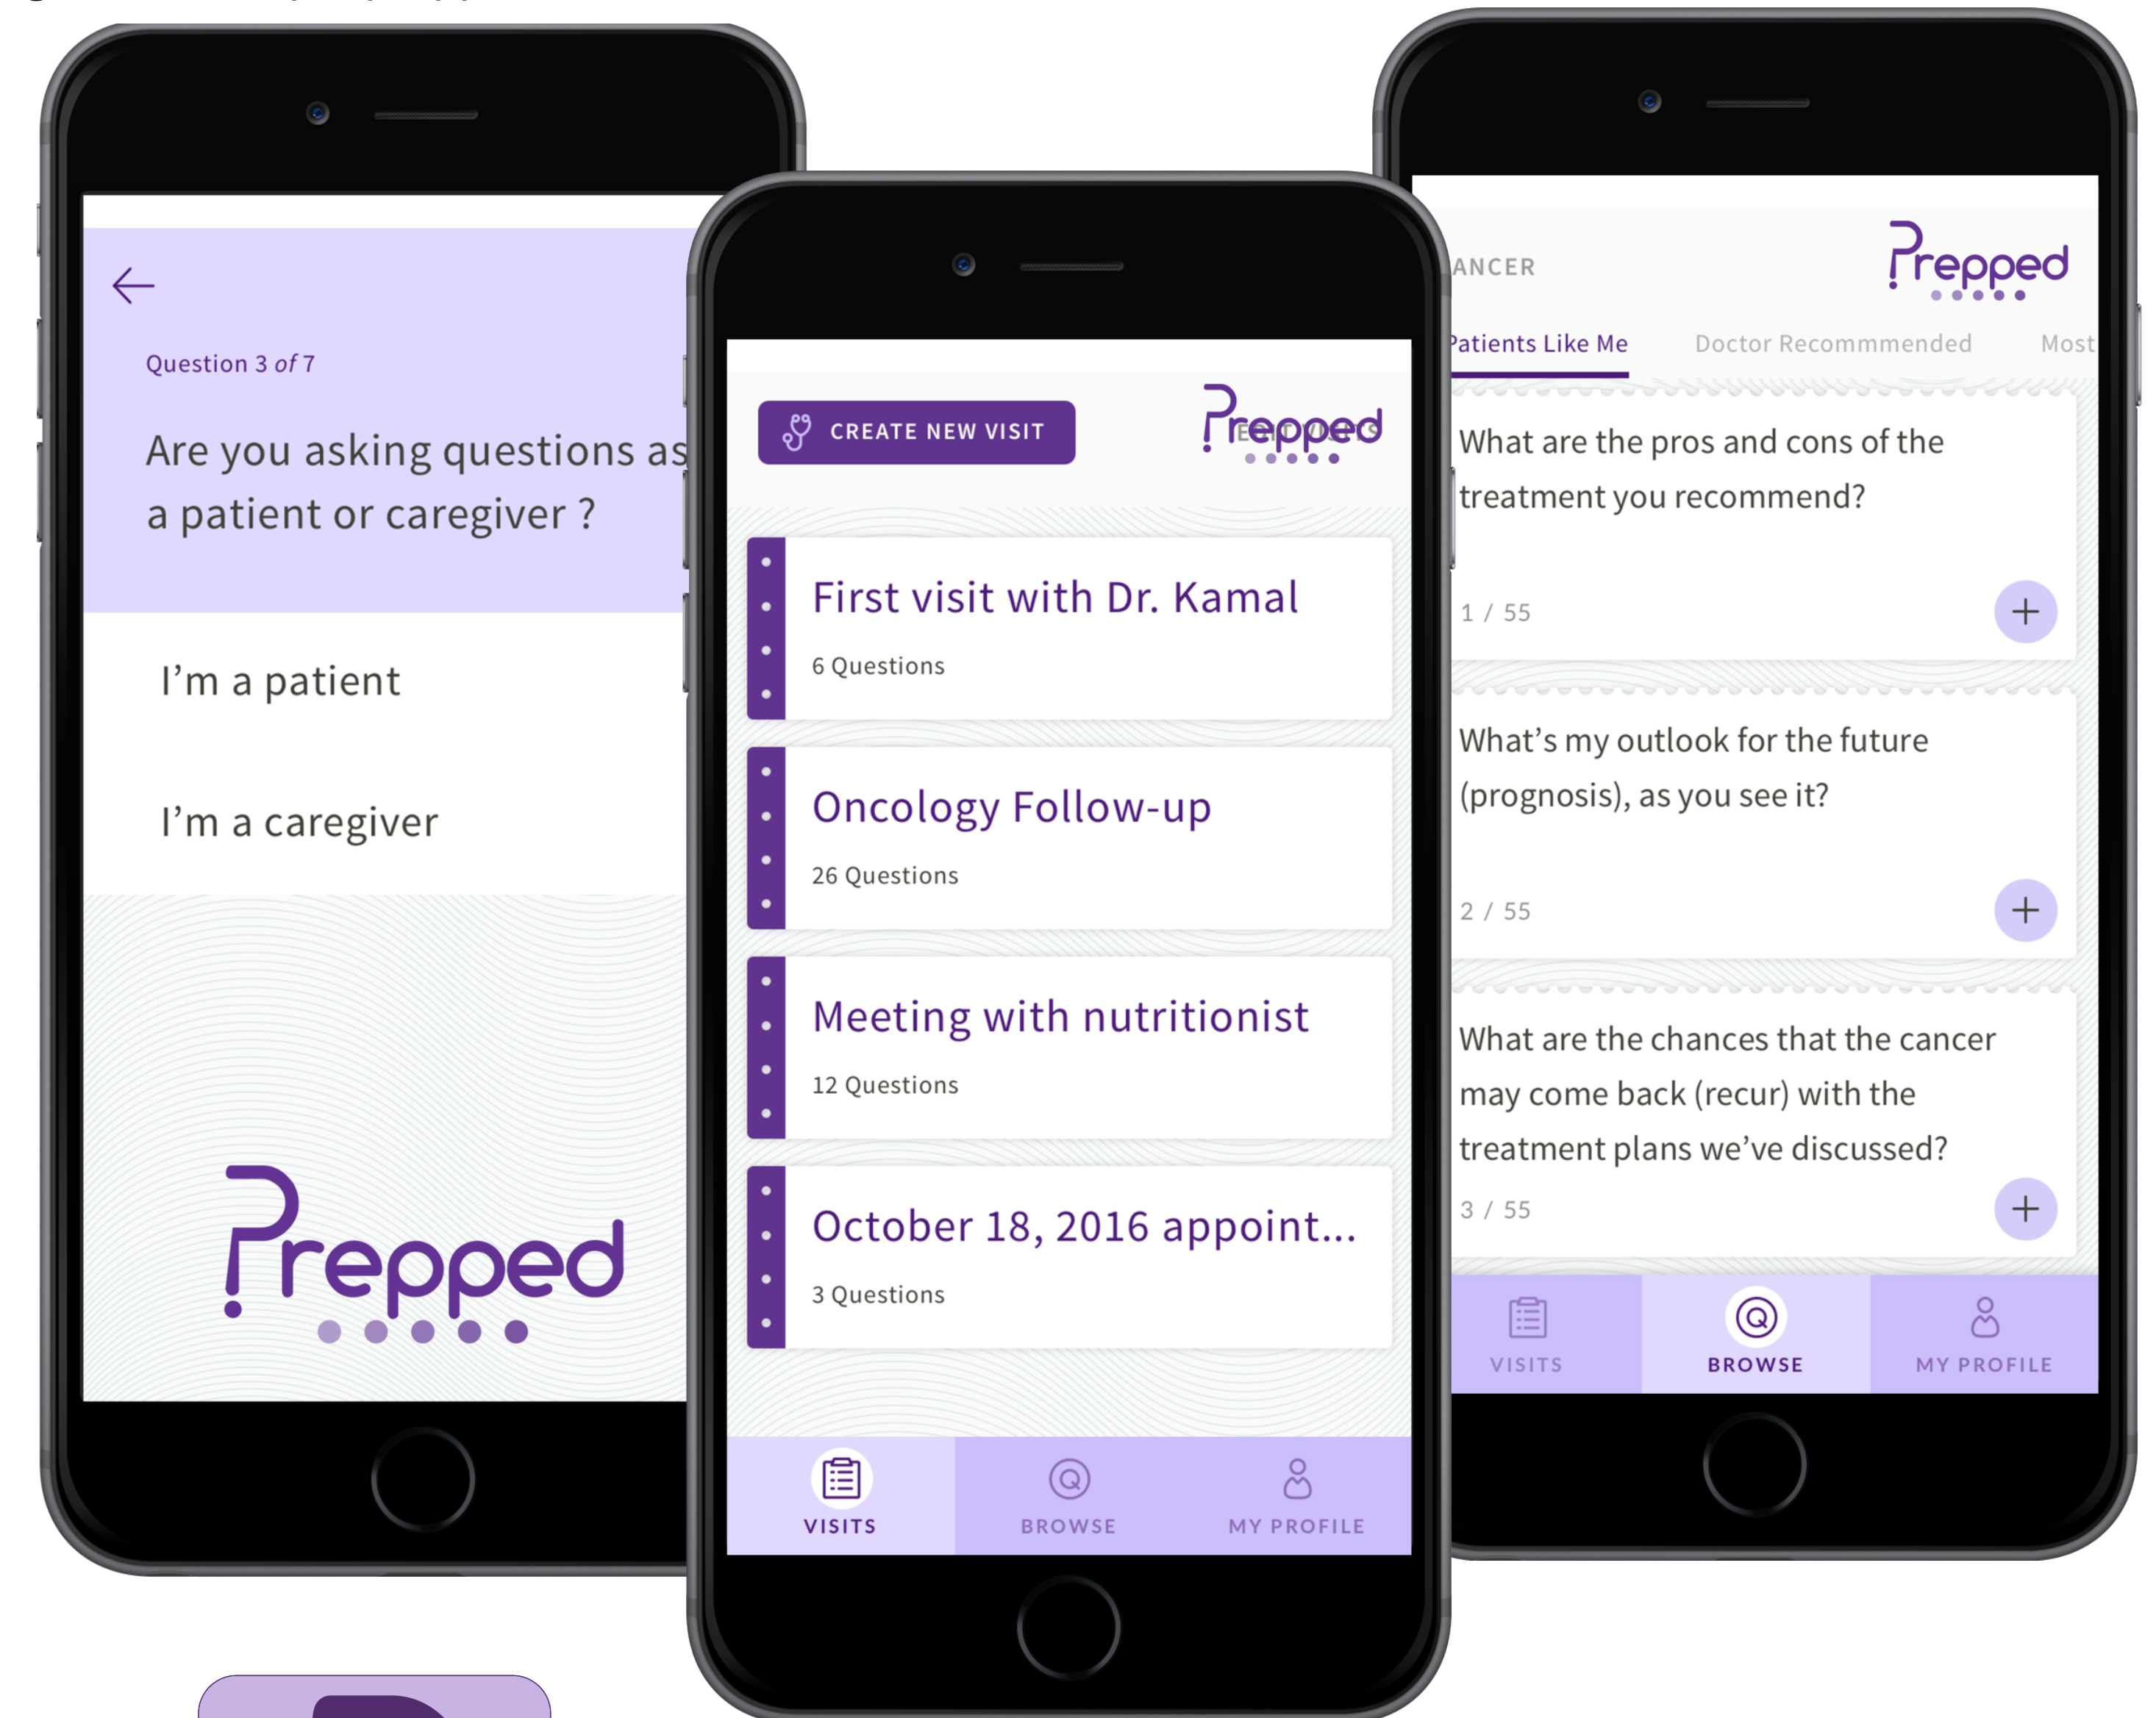 Question 3 of 7
Are you asking questions as
a patient or caregiver ?
I'm a patient
I'm a caregiver
Prepped
CREATE NEW VISIT
Prepped
EDIT VISITS
First visit with Dr. Kamal
6 Questions
Oncology Follow-up
26 Questions
Meeting with nutritionist
12 Questions
October 18, 2016 appoint...
3 Questions
VISITS
BROWSE
MY PROFILE
ANCER
Prepped
Patients Like Me
Doctor Recommmended
Most
What are the pros and cons of the
treatment you recommend?
1 / 55
What's my outlook for the future
(prognosis), as you see it?
2 / 55
What are the chances that the cancer
may come back (recur) with the
treatment plans we've discussed?
3 / 55
VISITS
BROWSE
MY PROFILE